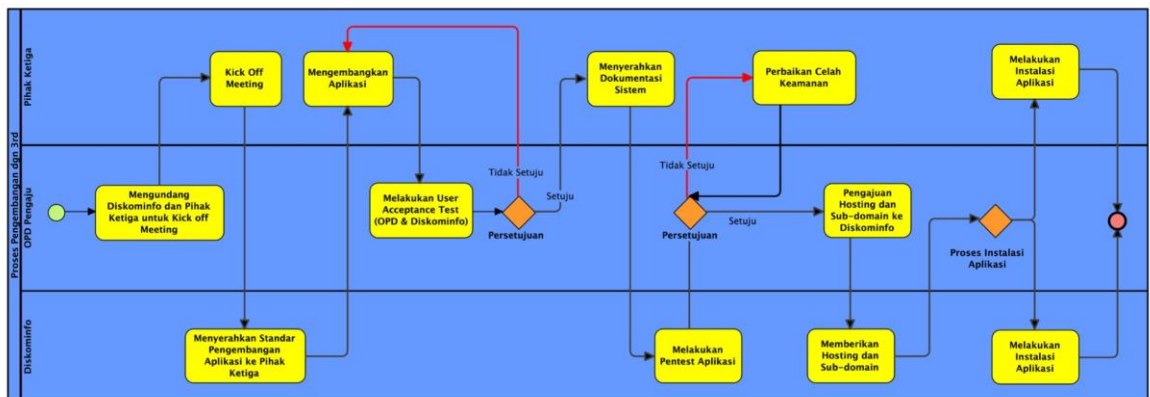 Proses Pengembangan dgn 3rd
Pihak Ketiga
Kick Off
Meeting
Mengembangkan
Aplikasi
Menyerahkan
Dokumentasi
Sistem
Perbaikan Celah
Keamanan
Melakukan
Instalasi
Aplikasi
OPD Pengaju
Mengundang
Diskominfo dan Pihak
Ketiga untuk Kick off
Meeting
Melakukan User
Acceptance Test
(OPD & Diskominfo)
Tidak Setuju
Setuju
Persetujuan
Tidak Setuju
Setuju
Persetujuan
Pengajuan
Hosting dan
Sub-domain ke
Diskominfo
Proses Instalasi
Aplikasi
Diskominfo
Menyerahkan Standar
Pengembangan
Aplikasi ke Pihak
Ketiga
Melakukan
Pentest Aplikasi
Memberikan
Hosting dan
Sub-domain
Melakukan
Instalasi
Aplikasi